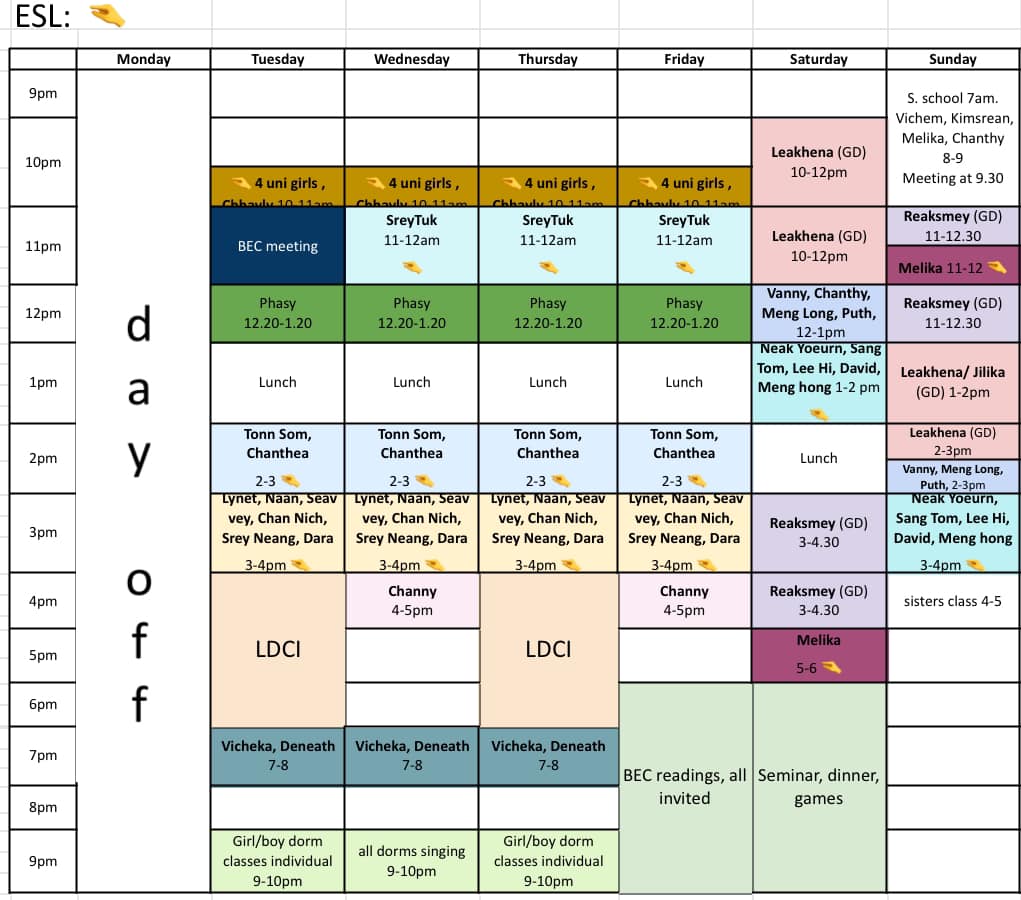 ESL: 🫱
Monday Tuesday Wednesday Thursday Friday Saturday Sunday
9pm
S. school 7am.
Vichem, Kimsrean,
Melika, Chanthy
8-9
Meeting at 9.30
10pm
🫱 4 uni girls ,
Chhayly 10-11am
🫱 4 uni girls ,
Chhayly 10-11am
🫱 4 uni girls ,
Chhayly 10-11am
🫱 4 uni girls ,
Chhayly 10-11am
Leakhena (GD)
10-12pm
11pm
BEC meeting
SreyTuk
11-12am
🫱
SreyTuk
11-12am
🫱
SreyTuk
11-12am
🫱
Leakhena (GD)
10-12pm
Reaksmey (GD)
11-12.30
Melika 11-12 🫱
12pm
Phasy
12.20-1.20
Phasy
12.20-1.20
Phasy
12.20-1.20
Phasy
12.20-1.20
Vanny, Chanthy,
Meng Long, Puth,
12-1pm
Reaksmey (GD)
11-12.30
1pm
Lunch
Lunch
Lunch
Lunch
Neak Yoeurn, Sang
Tom, Lee Hi, David,
Meng hong 1-2 pm
🫱
Leakhena/ Jilika
(GD) 1-2pm
2pm
Tonn Som,
Chanthea
2-3 🫱
Tonn Som,
Chanthea
2-3 🫱
Tonn Som,
Chanthea
2-3 🫱
Tonn Som,
Chanthea
2-3 🫱
Lunch
Leakhena (GD)
2-3pm
Vanny, Meng Long,
Puth, 2-3pm
3pm
Lynet, Naan, Seav
vey, Chan Nich,
Srey Neang, Dara
3-4pm 🫱
Lynet, Naan, Seav
vey, Chan Nich,
Srey Neang, Dara
3-4pm 🫱
Lynet, Naan, Seav
vey, Chan Nich,
Srey Neang, Dara
3-4pm 🫱
Lynet, Naan, Seav
vey, Chan Nich,
Srey Neang, Dara
3-4pm 🫱
Reaksmey (GD)
3-4.30
Neak Yoeurn,
Sang Tom, Lee Hi,
David, Meng hong
3-4pm 🫱
4pm
LDCI
Channy
4-5pm
LDCI
Channy
4-5pm
Reaksmey (GD)
3-4.30
sisters class 4-5
5pm
Melika
5-6 🫱
6pm
7pm
Vicheka, Deneath
7-8
Vicheka, Deneath
7-8
Vicheka, Deneath
7-8
BEC readings, all
invited
Seminar, dinner,
games
8pm
9pm
Girl/boy dorm
classes individual
9-10pm
all dorms singing
9-10pm
Girl/boy dorm
classes individual
9-10pm
d
a
y
o
f
f